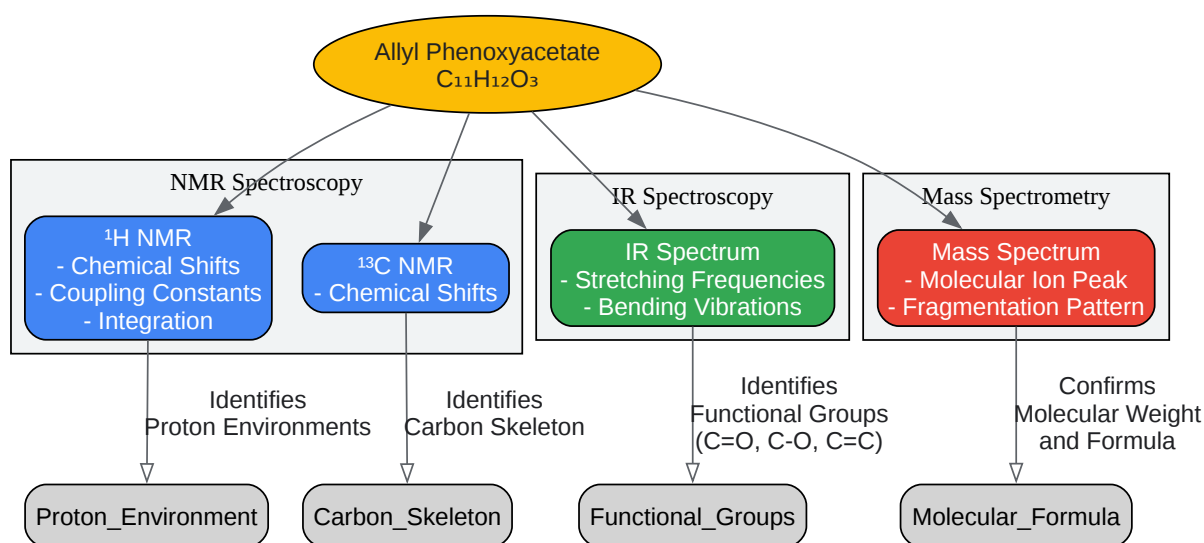 Allyl Phenoxyacetate
C₁₁H₁₂O₃
NMR Spectroscopy
¹H NMR
- Chemical Shifts
- Coupling Constants
- Integration
¹³C NMR
- Chemical Shifts
IR Spectroscopy
IR Spectrum
- Stretching Frequencies
- Bending Vibrations
Mass Spectrometry
Mass Spectrum
- Molecular Ion Peak
- Fragmentation Pattern
Identifies
Proton Environments
Identifies
Carbon Skeleton
Identifies
Functional Groups
(C=O, C-O, C=C)
Confirms
Molecular Weight
and Formula
Proton_Environment
Carbon_Skeleton
Functional_Groups
Molecular_Formula